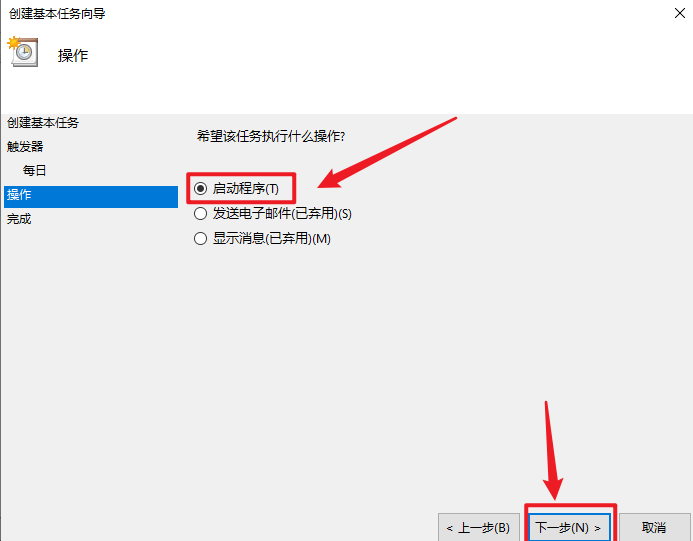 创建基本任务向导
操作
创建基本任务
触发器
每日
操作
完成
希望该任务执行什么操作?
启动程序(T)
发送电子邮件(已弃用)(S)
显示消息(已弃用)(M)
< 上一步(B)
下一步(N) >
取消